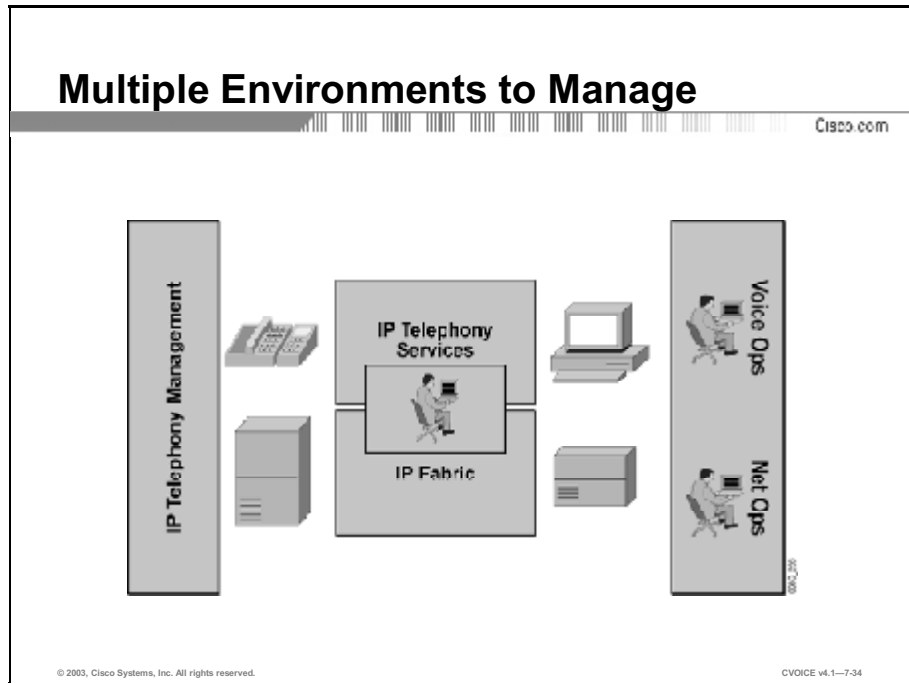 Multiple Environments to Manage
Cisco.com
IP Telephony Management
IP Telephony
Services
IP Fabric
Voice Ops
Net Ops
© 2003, Cisco Systems, Inc. All rights reserved.
CVOICE v4.1—7-34